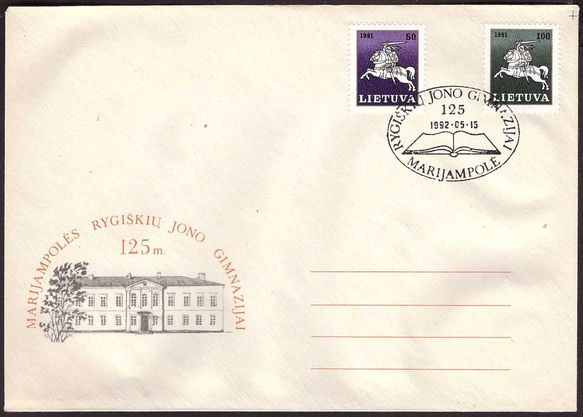 1991 50
LIETUVA
1991 100
LIETUVA
RYGIŠKIŲ JONO GIMNAZIJAI
125
1992-05-15
MARIJAMPOLĖ
MARIJAMPOLĖS RYGIŠKIŲ JONO GIMNAZIJAI
125 m.